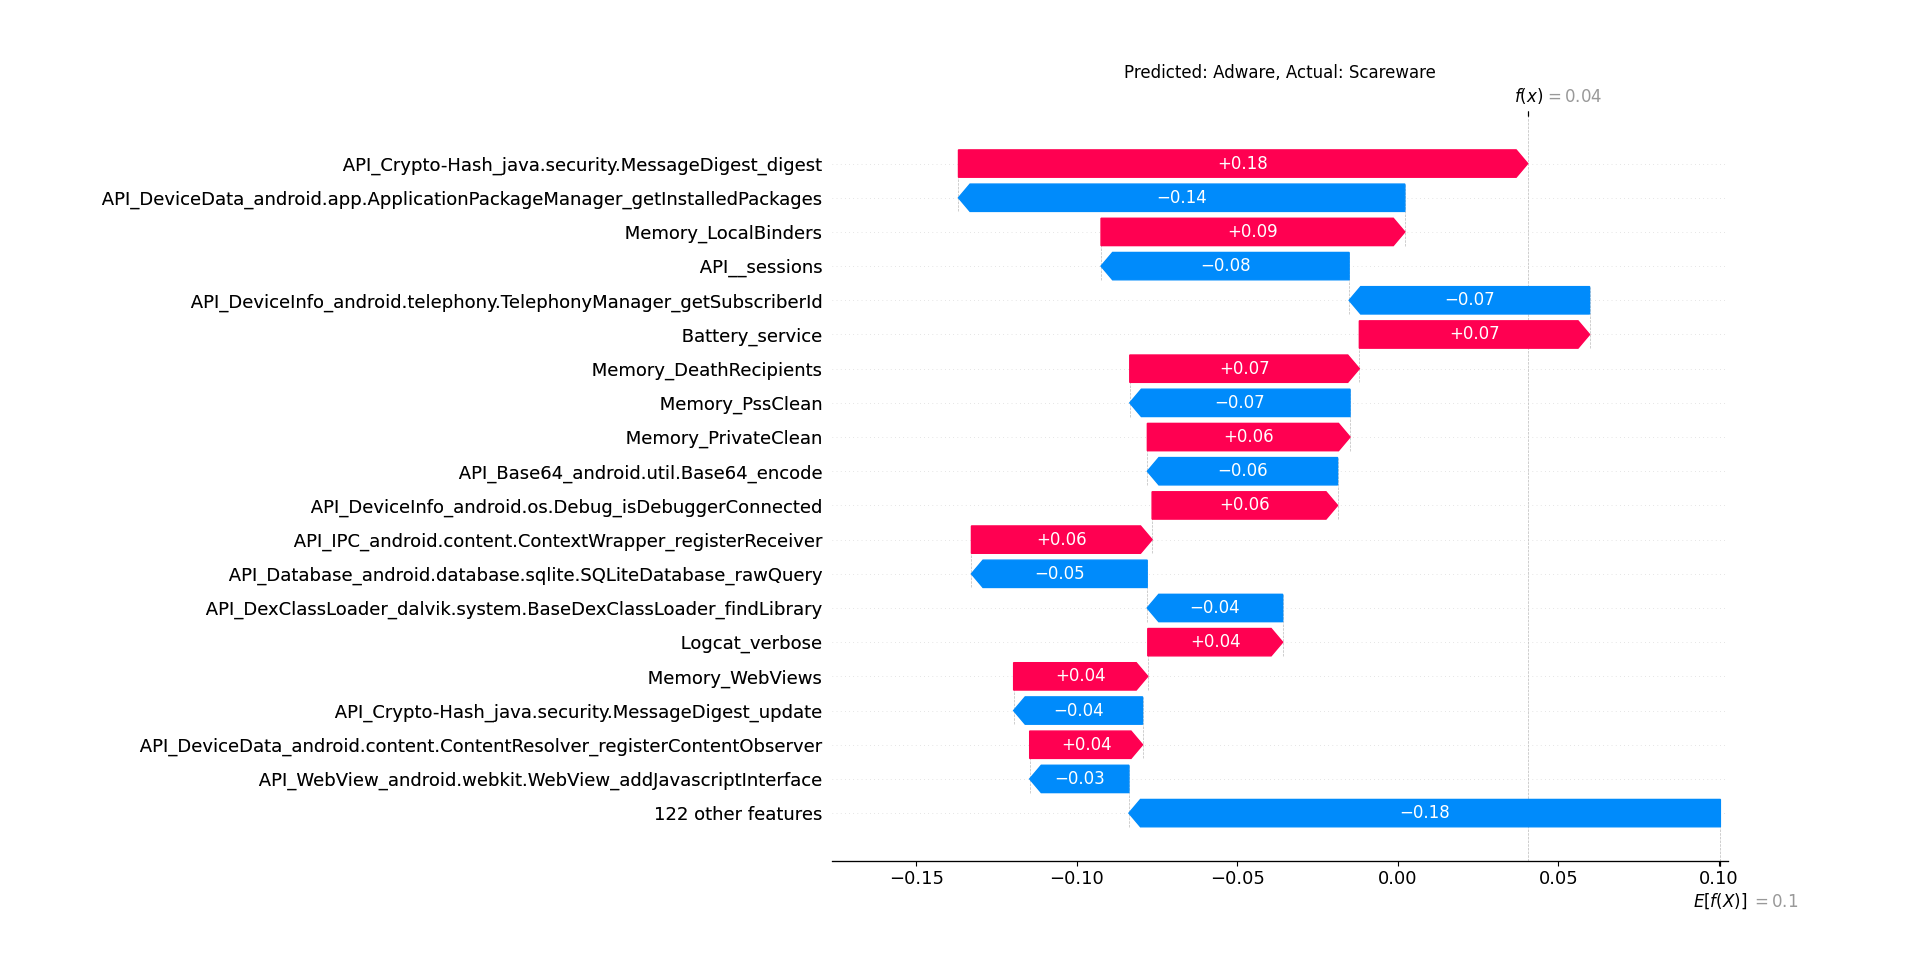 Predicted: Adware, Actual: Scareware
f(x) = 0.04
API_Crypto-Hash_java.security.MessageDigest_digest +0.18
API_DeviceData_android.app.ApplicationPackageManager_getInstalledPackages −0.14
Memory_LocalBinders +0.09
API__sessions −0.08
API_DeviceInfo_android.telephony.TelephonyManager_getSubscriberId −0.07
Battery_service +0.07
Memory_DeathRecipients +0.07
Memory_PssClean −0.07
Memory_PrivateClean +0.06
API_Base64_android.util.Base64_encode −0.06
API_DeviceInfo_android.os.Debug_isDebuggerConnected +0.06
API_IPC_android.content.ContextWrapper_registerReceiver +0.06
API_Database_android.database.sqlite.SQLiteDatabase_rawQuery −0.05
API_DexClassLoader_dalvik.system.BaseDexClassLoader_findLibrary −0.04
Logcat_verbose +0.04
Memory_WebViews +0.04
API_Crypto-Hash_java.security.MessageDigest_update −0.04
API_DeviceData_android.content.ContentResolver_registerContentObserver +0.04
API_WebView_android.webkit.WebView_addJavascriptInterface −0.03
122 other features −0.18
−0.15 −0.10 −0.05 0.00 0.05 0.10
E[f(X)] = 0.1